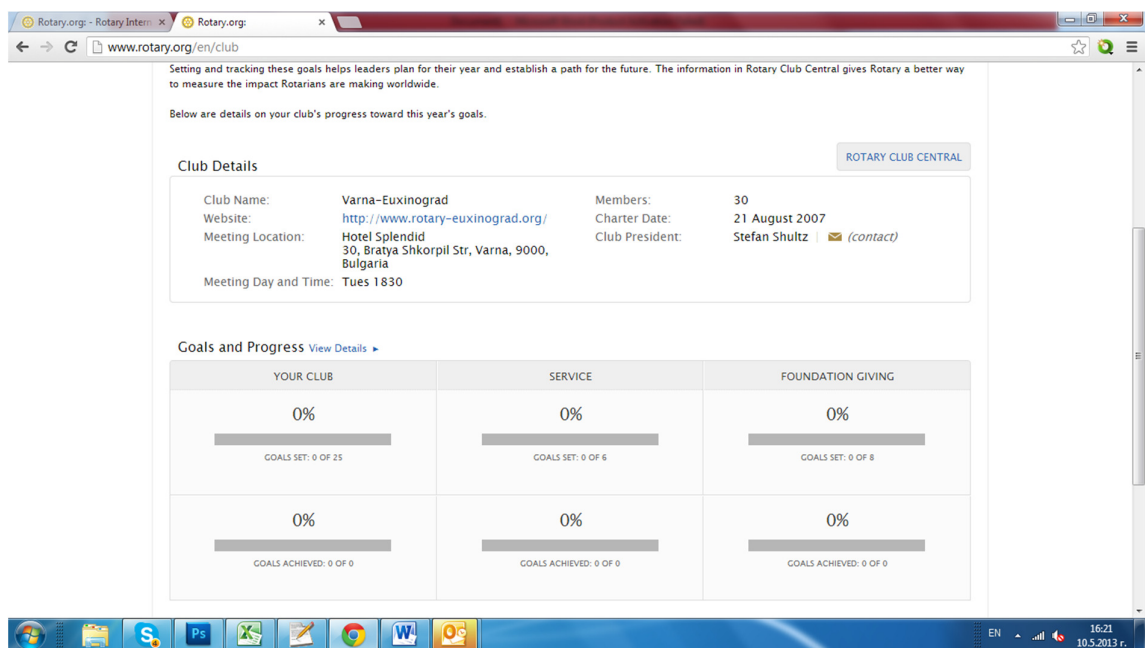 Rotary.org: - Rotary Intern
Rotary.org:
www.rotary.org/en/club
Setting and tracking these goals helps leaders plan for their year and establish a path for the future. The information in Rotary Club Central gives Rotary a better way
to measure the impact Rotarians are making worldwide.
Below are details on your club's progress toward this year's goals.
ROTARY CLUB CENTRAL
Club Details
Club Name: Varna-Euxinograd Members: 30
Website: http://www.rotary-euxinograd.org/ Charter Date: 21 August 2007
Meeting Location: Hotel Splendid Club President: Stefan Shultz (contact)
30, Bratya Shkorpil Str, Varna, 9000,
Bulgaria
Meeting Day and Time: Tues 1830
Goals and Progress View Details
YOUR CLUB SERVICE FOUNDATION GIVING
0% 0% 0%
GOALS SET: 0 OF 25 GOALS SET: 0 OF 6 GOALS SET: 0 OF 8
0% 0% 0%
GOALS ACHIEVED: 0 OF 0 GOALS ACHIEVED: 0 OF 0 GOALS ACHIEVED: 0 OF 0
Ps
EN 16:21
10.5.2013 г.